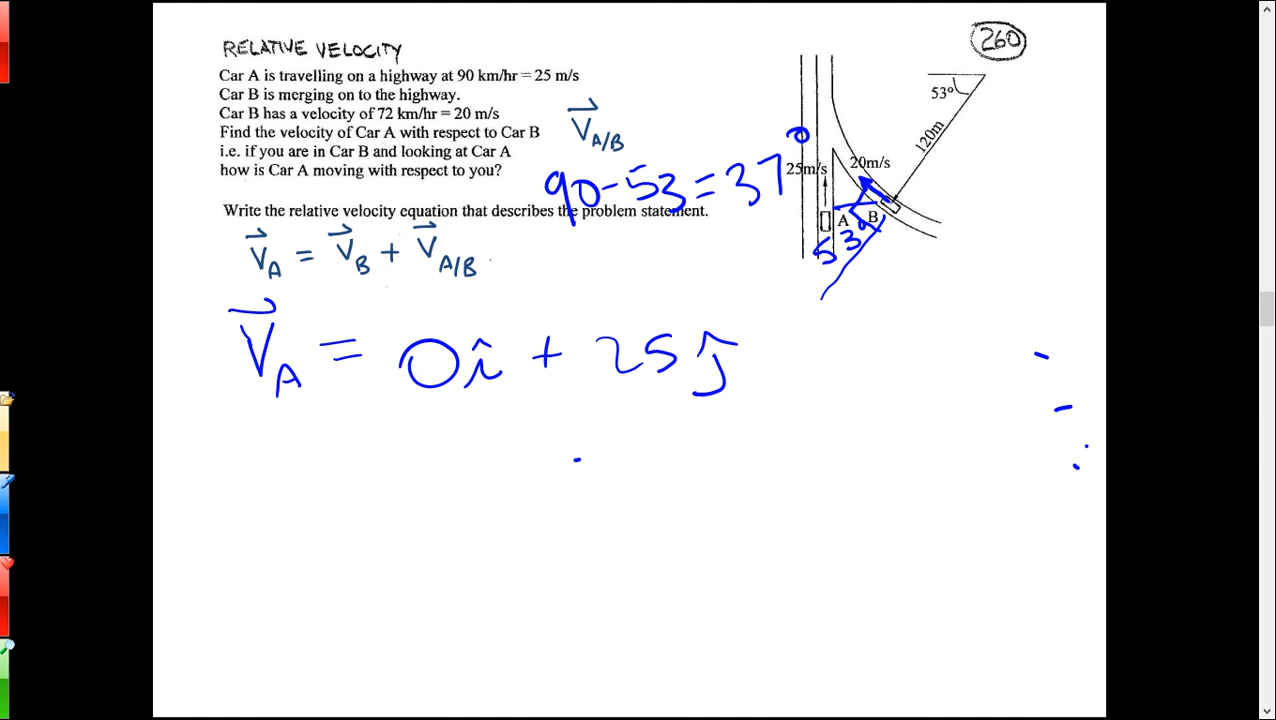 RELATIVE VELOCITY
260
Car A is travelling on a highway at 90 km/hr = 25 m/s
Car B is merging on to the highway.
Car B has a velocity of 72 km/hr = 20 m/s
Find the velocity of Car A with respect to Car B
i.e. if you are in Car B and looking at Car A
how is Car A moving with respect to you?
V A/B
90-53=37°
53°
120m
25m/s
20m/s
A
B
53°
Write the relative velocity equation that describes the problem statement.
V A = V B + V A/B
V A = 0i + 25j